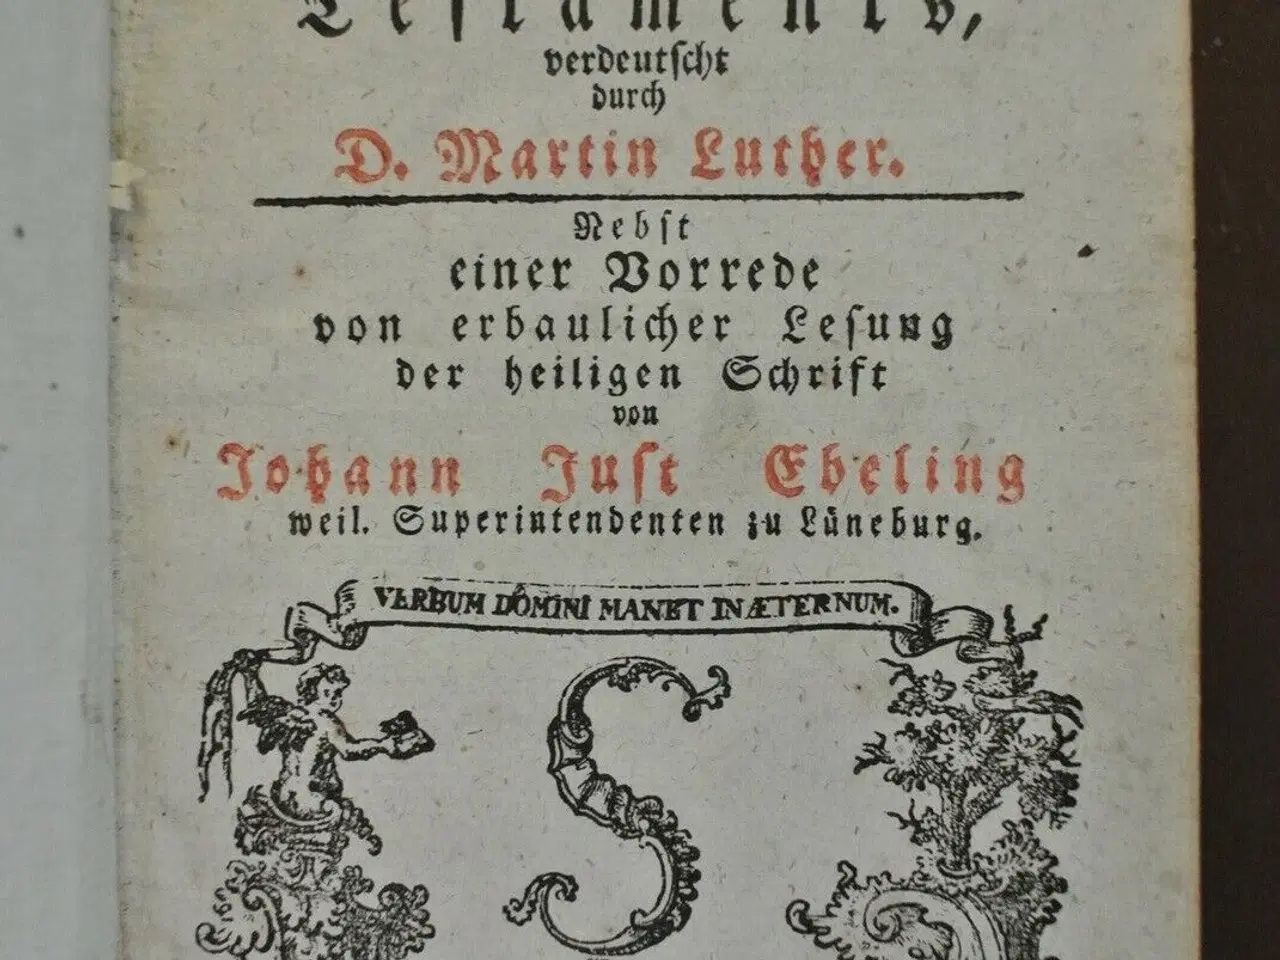 Testaments,
verdeutscht
durch
D. Martin Luther.
Nebst
einer Vorrede
von erbaulicher Lesung
der heiligen Schrift
von
Johann Just Ebeling
weil. Superintendenten zu Lüneburg.
VERBUM DOMINI MANET IN ÆTERNUM.
S